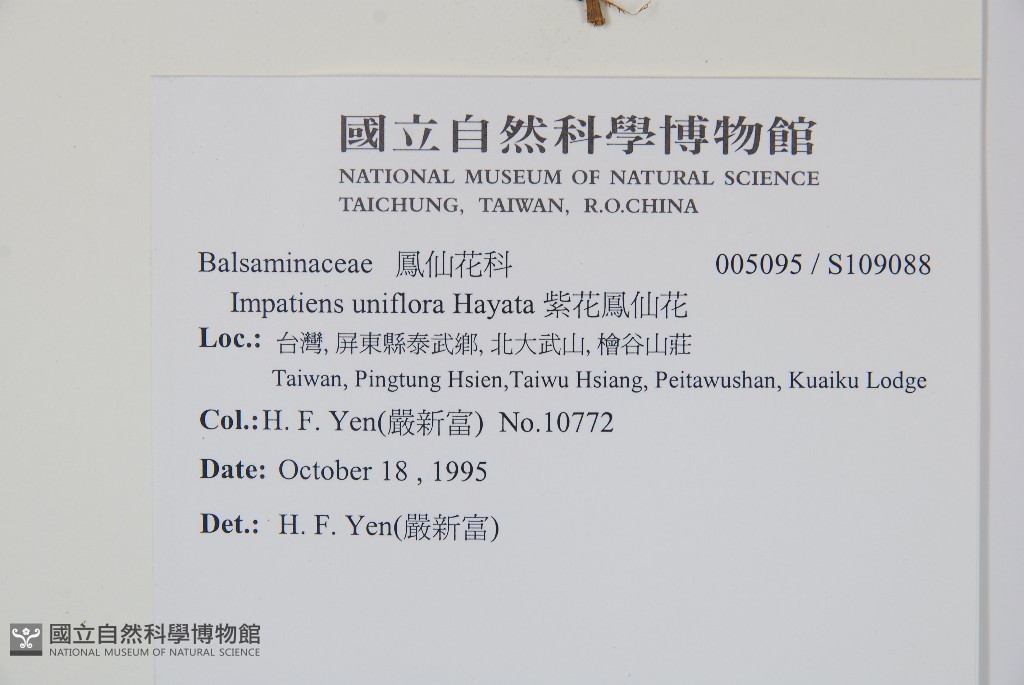 國立自然科學博物館
NATIONAL MUSEUM OF NATURAL SCIENCE
TAICHUNG, TAIWAN, R.O.CHINA
Balsaminaceae 鳳仙花科 005095 / S109088
Impatiens uniflora Hayata 紫花鳳仙花
Loc.: 台灣, 屏東縣泰武鄉, 北大武山, 檜谷山莊
Taiwan, Pingtung Hsien,Taiwu Hsiang, Peitawushan, Kuaiku Lodge
Col.:H. F. Yen(嚴新富) No.10772
Date: October 18 , 1995
Det.: H. F. Yen(嚴新富)
國立自然科學博物館
NATIONAL MUSEUM OF NATURAL SCIENCE